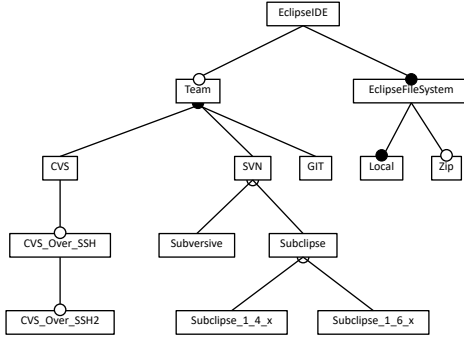 EclipseIDE
Team
EclipseFileSystem
CVS
SVN
GIT
Local
Zip
CVS_Over_SSH
Subversive
Subclipse
CVS_Over_SSH2
Subclipse_1_4_x
Subclipse_1_6_x